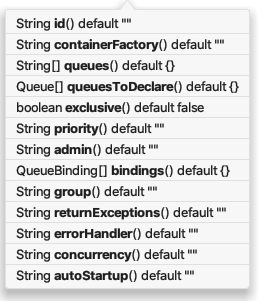 String id() default ""
String containerFactory() default ""
String[] queues() default {}
Queue[] queuesToDeclare() default {}
boolean exclusive() default false
String priority() default ""
String admin() default ""
QueueBinding[] bindings() default {}
String group() default ""
String returnExceptions() default ""
String errorHandler() default ""
String concurrency() default ""
String autoStartup() default ""